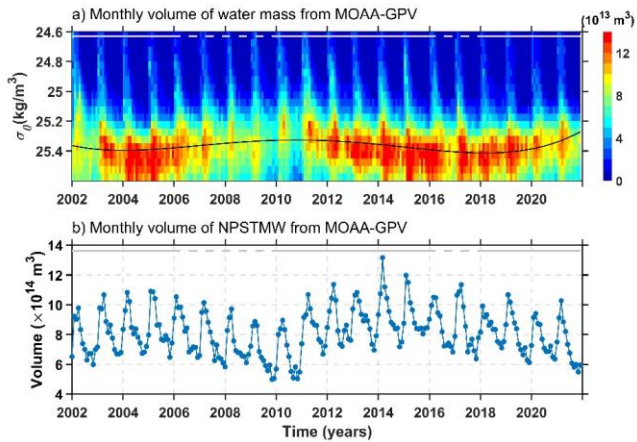 a) Monthly volume of water mass from MOAA-GPV
(10¹³ m³)
24.6
24.8
25
25.2
25.4
σ₀(kg/m³)
12
8
4
0
2002 2004 2006 2008 2010 2012 2014 2016 2018 2020
b) Monthly volume of NPSTMW from MOAA-GPV
14
12
10
8
6
4
Volume (×10¹⁴ m³)
2002 2004 2006 2008 2010 2012 2014 2016 2018 2020
Time (years)